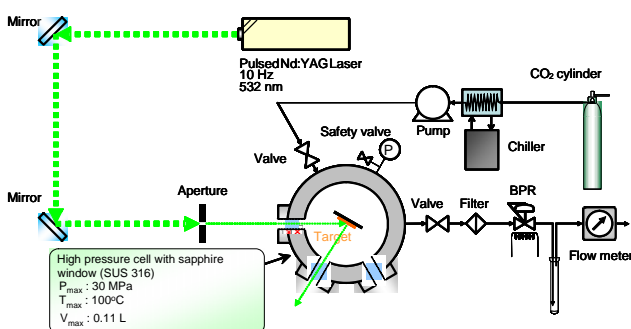 Mirror
Pulsed Nd:YAG Laser
10 Hz
532 nm
CO₂ cylinder
Pump
Chiller
Safety valve
P
Valve
Mirror
Aperture
Target
Valve
Filter
BPR
Flow meter
High pressure cell with sapphire
window (SUS 316)
Pmax : 30 MPa
Tmax : 100ºC
Vmax : 0.11 L